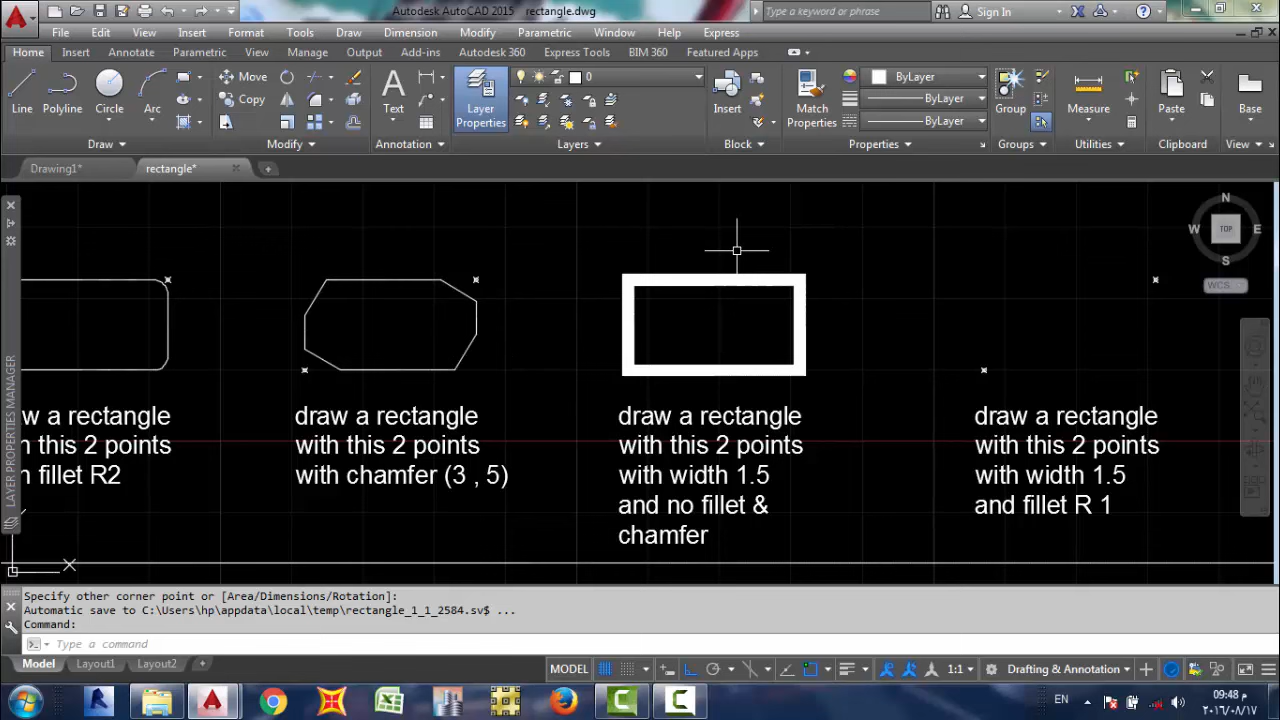 Autodesk AutoCAD 2015 rectangle.dwg
Type a keyword or phrase
Sign In
File Edit View Insert Format Tools Draw Dimension Modify Parametric Window Help Express
Home Insert Annotate Parametric View Manage Output Add-ins Autodesk 360 Express Tools BIM 360 Featured Apps
Line Polyline Circle Arc
Move
Copy
Text
Layer
Properties
0
Insert
Match
Properties
ByLayer
ByLayer
ByLayer
Group
Measure
Paste
Base
Draw Modify Annotation Layers Block Properties Groups Utilities Clipboard View
Drawing1* rectangle*
N
W TOP E
S
WCS
LAYER PROPERTIES MANAGER
w a rectangle
h this 2 points
n fillet R2
draw a rectangle
with this 2 points
with chamfer (3 , 5)
draw a rectangle
with this 2 points
with width 1.5
and no fillet &
chamfer
draw a rectangle
with this 2 points
with width 1.5
and fillet R 1
X
Specify other corner point or [Area/Dimensions/Rotation]:
Automatic save to C:\Users\hp\appdata\local\temp\rectangle_1_1_2584.sv$ ...
Command:
Type a command
Model Layout1 Layout2 +
MODEL
1:1
Drafting & Annotation
EN
09:48 م
٢٠١٦/٠٨/١٧